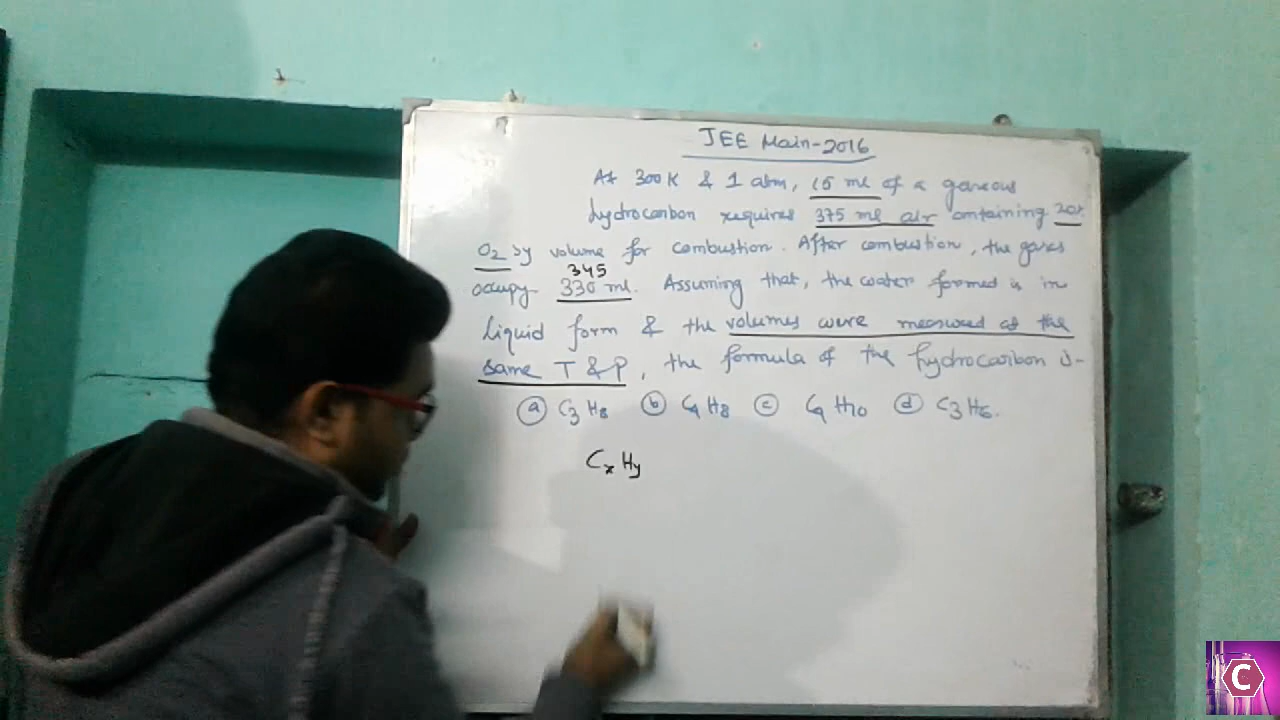 JEE Main-2016
At 300K & 1 atm, 15 ml of a gaseous
hydrocarbon requires 375 ml air containing 20%
O2 by volume for combustion. After combustion, the gases
345
occupy 330 ml. Assuming that, the water formed is in
liquid form & the volumes were measured at the
same T & P, the formula of the hydrocarbon is-
(a) C3H8 (b) C4H8 (c) C4H10 (d) C3H6.
CxHy
C